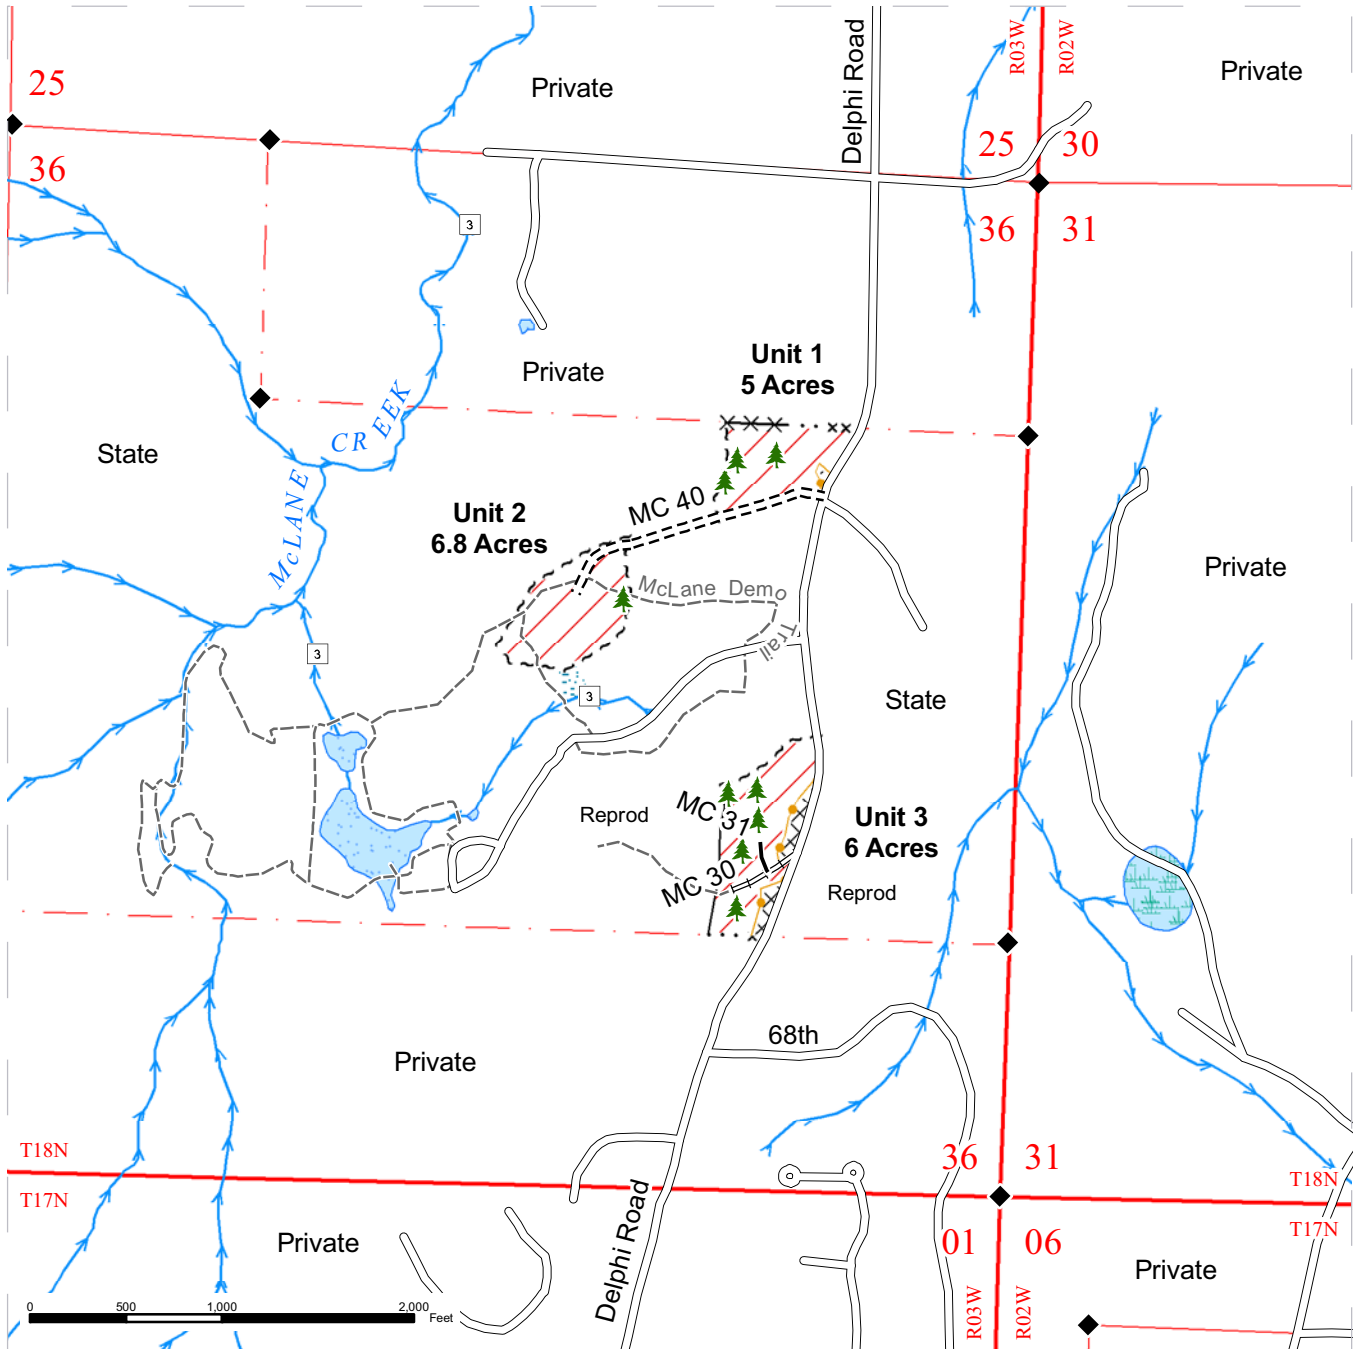 R03W
R02W
Delphi Road
25
Private
Private
25
30
36
36
31
3
Unit 1
5 Acres
Private
CREEK
State
McLANE
Unit 2
6.8 Acres
MC 40
Private
McLane Demo
Trail
3
3
State
Reprod
MC 31
Unit 3
6 Acres
MC 30
Reprod
68th
Private
T18N
36
31
T18N
T17N
T17N
Delphi Road
Private
01
06
Private
R03W
R02W
0
500
1,000
2,000
Feet